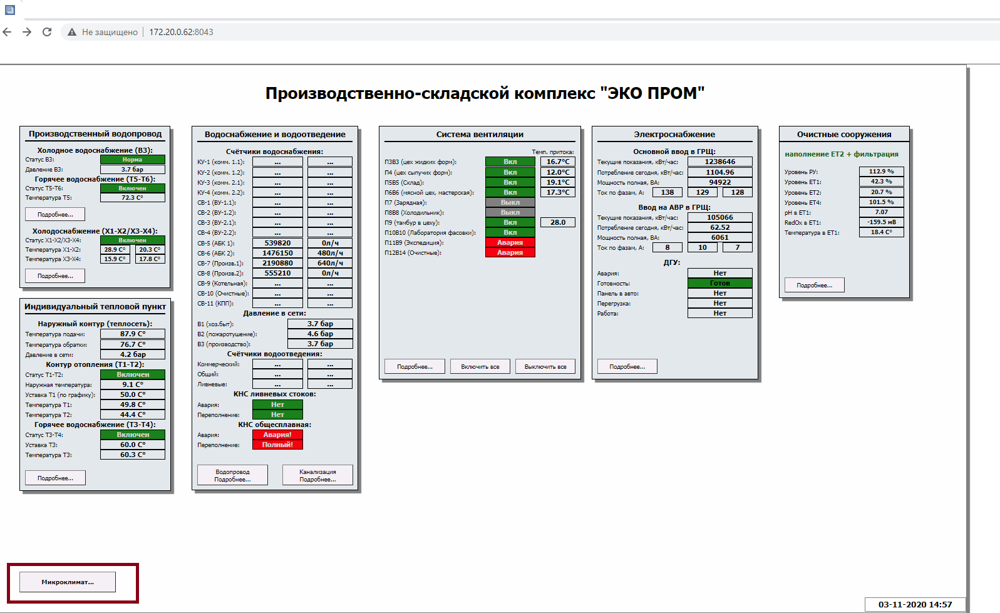 Не защищено 172.20.0.62:8043
Производственно-складской комплекс "ЭКО ПРОМ"
Производственный водопровод
Холодное водоснабжение (В3):
Статус В3: Норма
Давление В3: 3.7 бар
Горячее водоснабжение (Т5-Т6):
Статус Т5-Т6: Включен
Температура Т5: 72.3 C°
Подробнее...
Холодоснабжение (Х1-Х2/Х3-Х4):
Статус Х1-Х2/Х3-Х4: Включен
Температура Х1-Х2: 28.9 C° 20.3 C°
Температура Х3-Х4: 15.9 C° 17.8 C°
Подробнее...
Индивидуальный тепловой пункт
Наружный контур (теплосеть):
Температура подачи: 87.9 C°
Температура обратки: 76.7 C°
Давление в сети: 4.2 бар
Контур отопления (Т1-Т2):
Статус Т1-Т2: Включен
Наружная температура: 9.1 C°
Уставка Т1 (по графику): 50.0 C°
Температура Т1: 49.8 C°
Температура Т2: 44.4 C°
Горячее водоснабжение (Т3-Т4):
Статус Т3-Т4: Включен
Уставка Т3: 60.0 C°
Температура Т3: 60.3 C°
Подробнее...
Водоснабжение и водоотведение
Счётчики водоснабжения:
КУ-1 (комм. 1.1): ... ...
КУ-2 (комм. 1.2): ... ...
КУ-3 (комм. 2.1): ... ...
КУ-4 (комм. 2.2): ... ...
СВ-1 (ВУ-1.1): ... ...
СВ-2 (ВУ-1.2): ... ...
СВ-3 (ВУ-2.1): ... ...
СВ-4 (ВУ-2.2): ... ...
СВ-5 (АБК 1): 539820 0л/ч
СВ-6 (АБК 2): 1476150 480л/ч
СВ-7 (Произв.1): 2190880 640л/ч
СВ-8 (Произв.2): 555210 0л/ч
СВ-9 (Котельная): ... ...
СВ-10 (Очистные): ... ...
СВ-11 (КПП): ... ...
Давление в сети:
В1 (хоз.быт): 3.7 бар
В2 (пожаротушение): 4.6 бар
В3 (производство): 3.7 бар
Счётчики водоотведения:
Коммерческий: ... ...
Общий: ... ...
Ливневые: ... ...
КНС ливневых стоков:
Авария: Нет
Переполнение: Нет
КНС общесплавная:
Авария: Авария!
Переполнение: Полный!
Водопровод
Подробнее...
Канализация
Подробнее...
Система вентиляции
Темп. притока:
П3В3 (цех жидких форм): Вкл 16.7°C
П4 (цех сыпучих форм): Вкл 12.0°C
П5В5 (Склад): Вкл 19.1°C
П6В6 (мясной цех, мастерская): Вкл 17.3°C
П7 (Зарядная): Выкл
П8В8 (Холодильник): Выкл
П9 (тамбур в цеху): Вкл 28.0
П10В10 (Лаборатория фасовки): Вкл
П11В9 (Экспедиция): Авария
П12В14 (Очистные): Авария
Подробнее... Включить все Выключить все
Электроснабжение
Основной ввод в ГРЩ:
Текущие показания, кВт/час: 1238646
Потребление сегодня, кВт/час: 1104.96
Мощность полная, ВА: 94922
Ток по фазам, А: 138 129 128
Ввод на АВР в ГРЩ:
Текущие показания, кВт/час: 105066
Потребление сегодня, кВт/час: 62.52
Мощность полная, ВА: 6061
Ток по фазам, А: 8 10 7
ДГУ:
Авария: Нет
Готовность: Готов
Панель в авто: Нет
Перегрузка: Нет
Работа: Нет
Подробнее...
Очистные сооружения
наполнение ЕТ2 + фильтрация
Уровень РУ: 112.9 %
Уровень ЕТ1: 42.3 %
Уровень ЕТ2: 20.7 %
Уровень ЕТ4: 101.5 %
pH в ЕТ1: 7.07
RedOx в ЕТ1: -159.5 мВ
Температура в ЕТ1: 18.4 C°
Подробнее...
Микроклимат...
03-11-2020 14:57